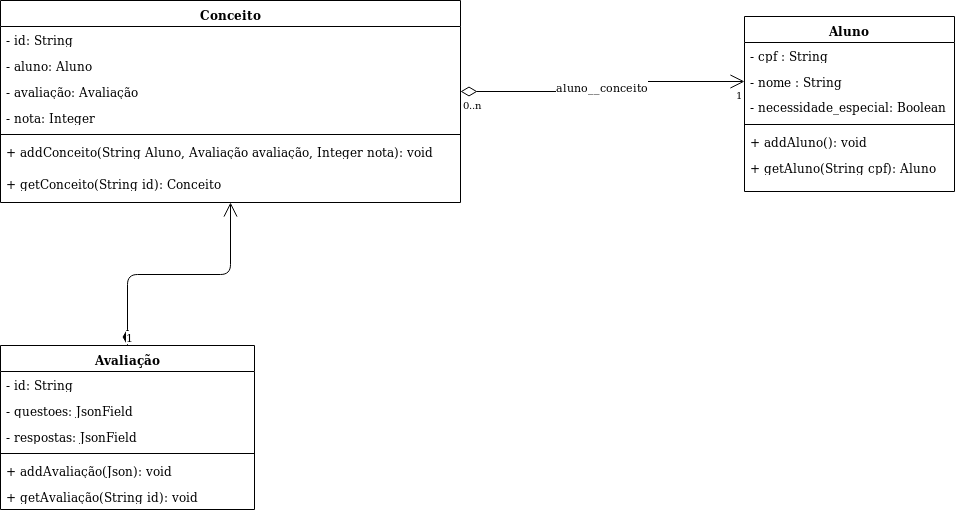 Conceito
- id: String
- aluno: Aluno
- avaliação: Avaliação
- nota: Integer
+ addConceito(String Aluno, Avaliação avaliação, Integer nota): void
+ getConceito(String id): Conceito
0..n
aluno__conceito
1
Aluno
- cpf : String
- nome : String
- necessidade_especial: Boolean
+ addAluno(): void
+ getAluno(String cpf): Aluno
1
Avaliação
- id: String
- questoes: JsonField
- respostas: JsonField
+ addAvaliação(Json): void
+ getAvaliação(String id): void